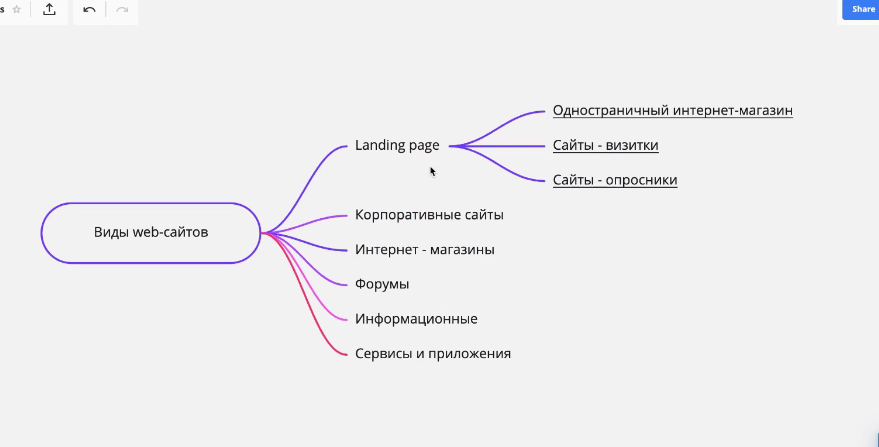 s
Share
Одностраничный интернет-магазин
Landing page
Сайты - визитки
Сайты - опросники
Корпоративные сайты
Виды web-сайтов
Интернет - магазины
Форумы
Информационные
Сервисы и приложения